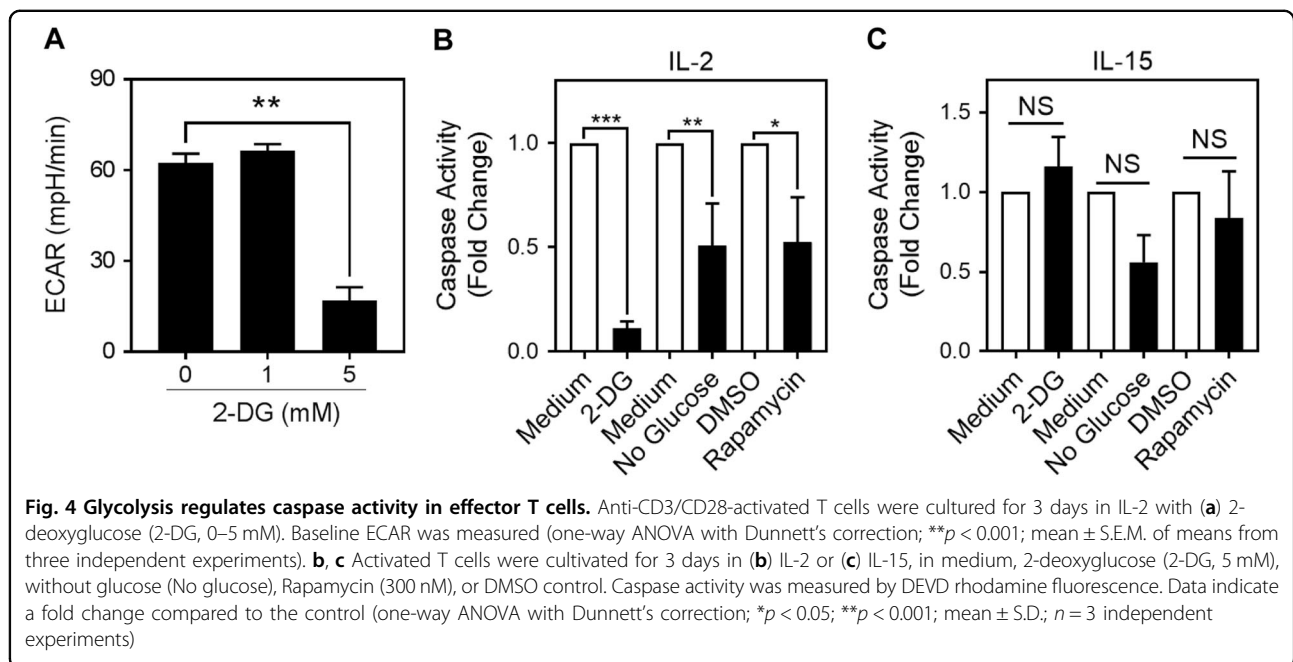 A
ECAR (mpH/min)
90
60
30
0
**
0 1 5
2-DG (mM)
B
IL-2
Caspase Activity
(Fold Change)
1.0
0.5
0.0
*** ** *
Medium
2-DG
Medium
No Glucose
DMSO
Rapamycin
C
IL-15
Caspase Activity
(Fold Change)
1.5
1.0
0.5
0.0
NS NS NS
Medium
2-DG
Medium
No Glucose
DMSO
Rapamycin
Fig. 4 Glycolysis regulates caspase activity in effector T cells. Anti-CD3/CD28-activated T cells were cultured for 3 days in IL-2 with (a) 2-
deoxyglucose (2-DG, 0–5 mM). Baseline ECAR was measured (one-way ANOVA with Dunnett's correction; **p < 0.001; mean ± S.E.M. of means from
three independent experiments). b, c Activated T cells were cultivated for 3 days in (b) IL-2 or (c) IL-15, in medium, 2-deoxyglucose (2-DG, 5 mM),
without glucose (No glucose), Rapamycin (300 nM), or DMSO control. Caspase activity was measured by DEVD rhodamine fluorescence. Data indicate
a fold change compared to the control (one-way ANOVA with Dunnett's correction; *p < 0.05; **p < 0.001; mean ± S.D.; n = 3 independent
experiments)